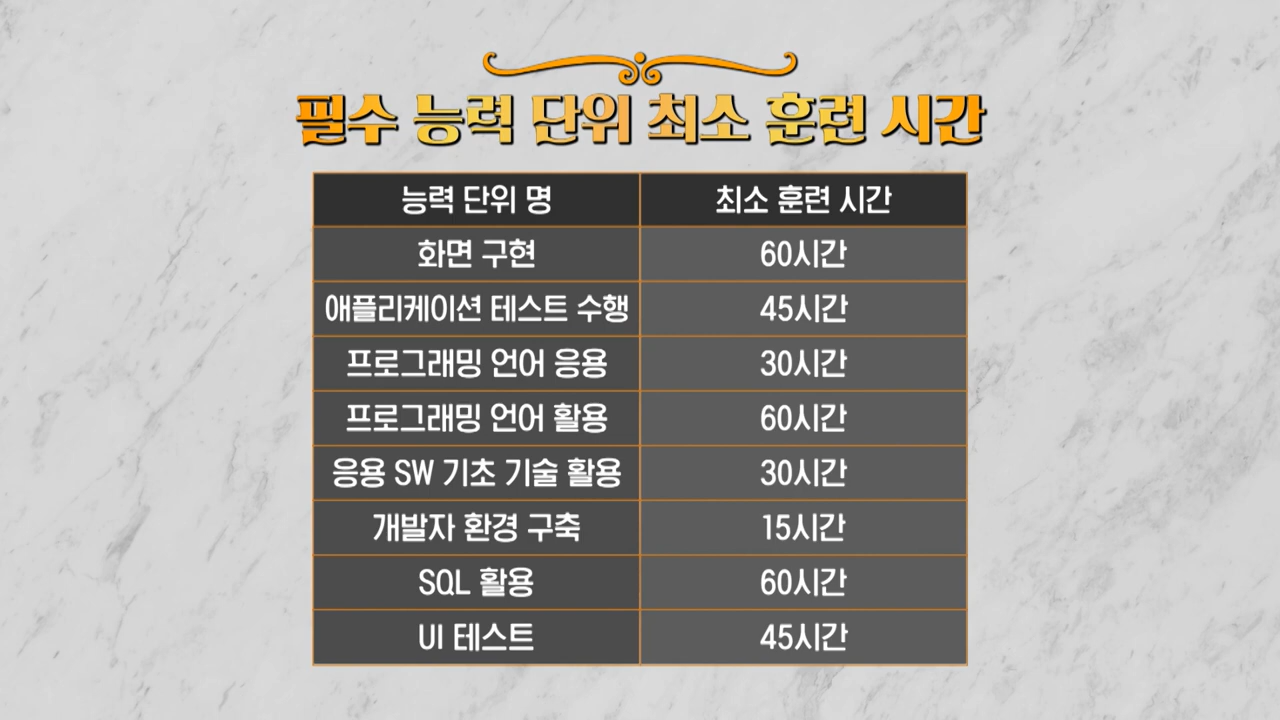 필수 능력 단위 최소 훈련 시간
능력 단위 명 최소 훈련 시간
화면 구현 60시간
애플리케이션 테스트 수행 45시간
프로그래밍 언어 응용 30시간
프로그래밍 언어 활용 60시간
응용 SW 기초 기술 활용 30시간
개발자 환경 구축 15시간
SQL 활용 60시간
UI 테스트 45시간